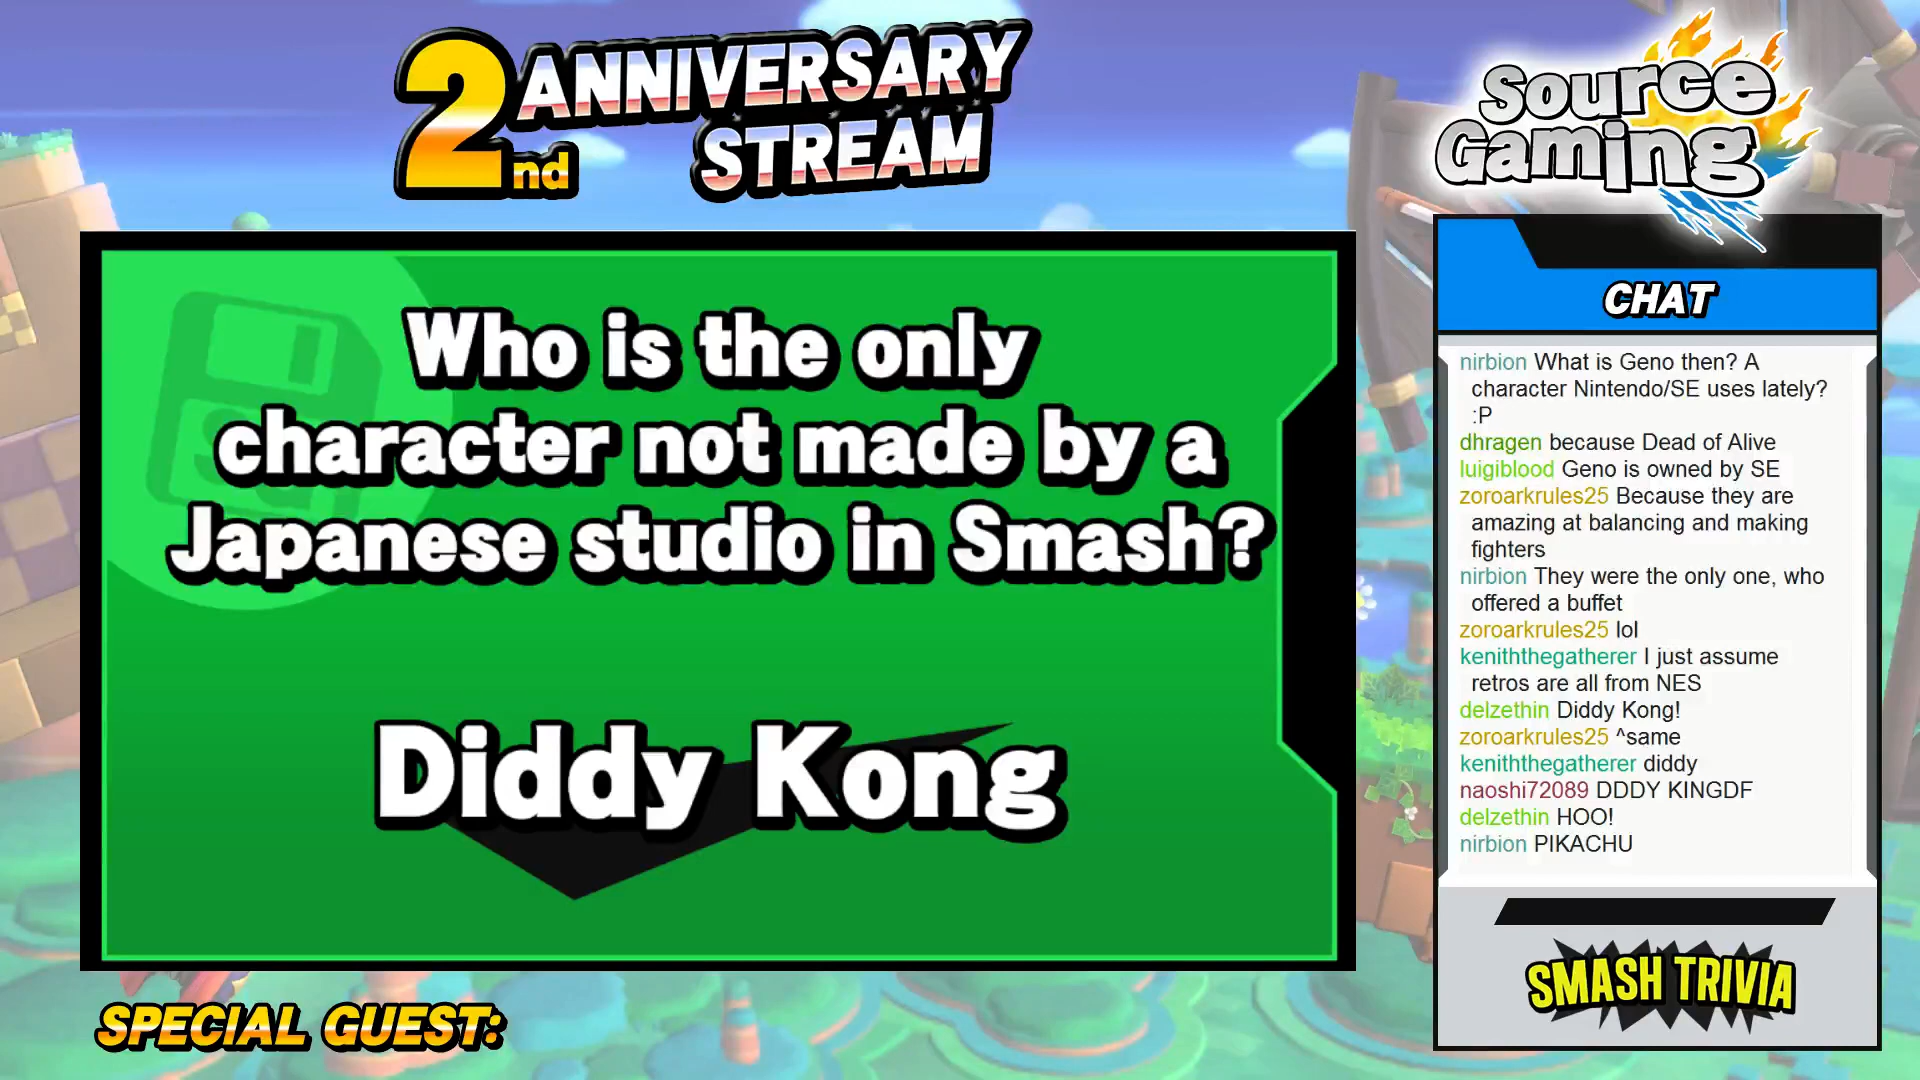 2nd ANNIVERSARY
STREAM
Source
Gaming
Who is the only
character not made by a
Japanese studio in Smash?
Diddy Kong
SPECIAL GUEST:
CHAT
nirbion What is Geno then? A
character Nintendo/SE uses lately?
:P
dhragen because Dead of Alive
luigiblood Geno is owned by SE
zoroarkrules25 Because they are
amazing at balancing and making
fighters
nirbion They were the only one, who
offered a buffet
zoroarkrules25 lol
keniththegatherer I just assume
retros are all from NES
delzethin Diddy Kong!
zoroarkrules25 ^same
keniththegatherer diddy
naoshi72089 DDDY KINGDF
delzethin HOO!
nirbion PIKACHU
SMASH TRIVIA